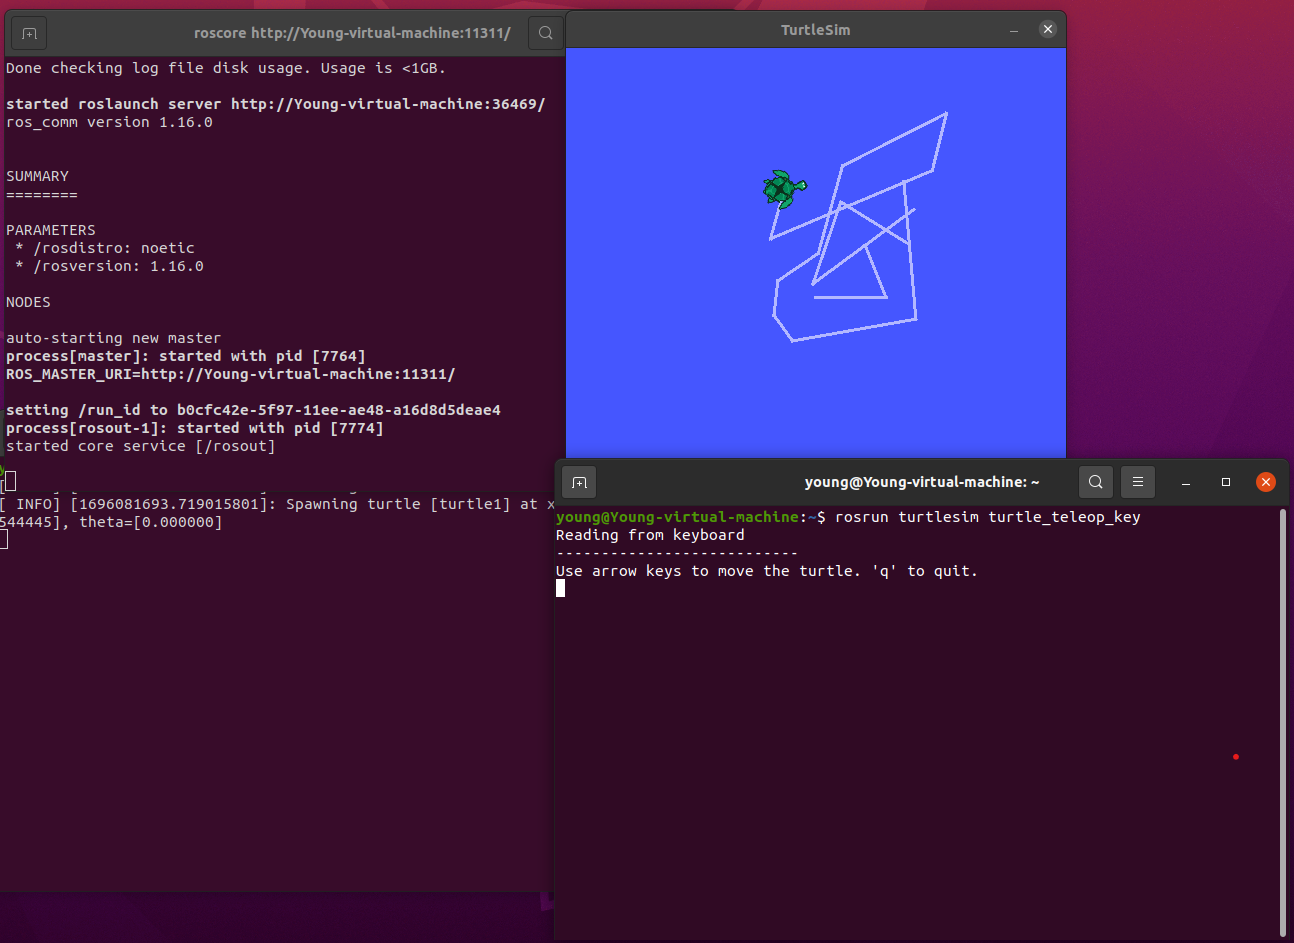 roscore http://Young-virtual-machine:11311/
Done checking log file disk usage. Usage is <1GB.
started roslaunch server http://Young-virtual-machine:36469/
ros_comm version 1.16.0
SUMMARY
========
PARAMETERS
* /rosdistro: noetic
* /rosversion: 1.16.0
NODES
auto-starting new master
process[master]: started with pid [7764]
ROS_MASTER_URI=http://Young-virtual-machine:11311/
setting /run_id to b0cfc42e-5f97-11ee-ae48-a16d8d5deae4
process[rosout-1]: started with pid [7774]
started core service [/rosout]
[ INFO] [1696081693.719015801]: Spawning turtle [turtle1] at x
544445], theta=[0.000000]
TurtleSim
young@Young-virtual-machine: ~
young@Young-virtual-machine:~$ rosrun turtlesim turtle_teleop_key
Reading from keyboard
---------------------------
Use arrow keys to move the turtle. 'q' to quit.